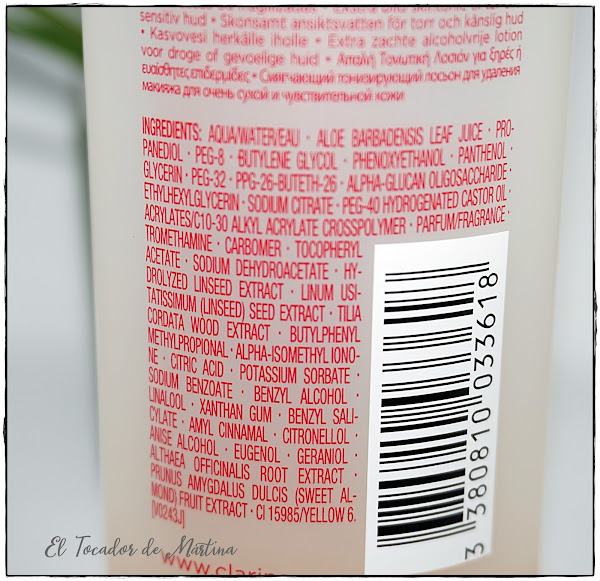 sensitiv hud • Skonsamt ansiktsvatten för torr och känslig hud
• Kasvovesi herkälle iholle • Extra zachte alcoholvrije lotion
voor droge of gevoelige huid • Απαλή Τονωτική Λοσιόν για ξηρές ή
ευαίσθητες επιδερμίδες • Смягчающий тонизирующий лосьон для удаления
макияжа для очень сухой и чувствительной кожи
INGREDIENTS: AQUA/WATER/EAU · ALOE BARBADENSIS LEAF JUICE · PRO-
PANEDIOL · PEG-8 · BUTYLENE GLYCOL · PHENOXYETHANOL · PANTHENOL ·
GLYCERIN · PEG-32 · PPG-26-BUTETH-26 · ALPHA-GLUCAN OLIGOSACCHARIDE ·
ETHYLHEXYLGLYCERIN · SODIUM CITRATE · PEG-40 HYDROGENATED CASTOR OIL ·
ACRYLATES/C10-30 ALKYL ACRYLATE CROSSPOLYMER · PARFUM/FRAGRANCE ·
TROMETHAMINE · CARBOMER · TOCOPHERYL
ACETATE · SODIUM DEHYDROACETATE · HY-
DROLYZED LINSEED EXTRACT · LINUM USI-
TATISSIMUM (LINSEED) SEED EXTRACT · TILIA
CORDATA WOOD EXTRACT · BUTYLPHENYL
METHYLPROPIONAL · ALPHA-ISOMETHYL IONO-
NE · CITRIC ACID · POTASSIUM SORBATE ·
SODIUM BENZOATE · BENZYL ALCOHOL ·
LINALOOL · XANTHAN GUM · BENZYL SALI-
CYLATE · AMYL CINNAMAL · CITRONELLOL ·
ANISE ALCOHOL · EUGENOL · GERANIOL ·
ALTHAEA OFFICINALIS ROOT EXTRACT ·
PRUNUS AMYGDALUS DULCIS (SWEET AL-
MOND) FRUIT EXTRACT · CI 15985/YELLOW 6.
[V0243J]
3 380810 033618
www.clarin
El Tocador de Martina